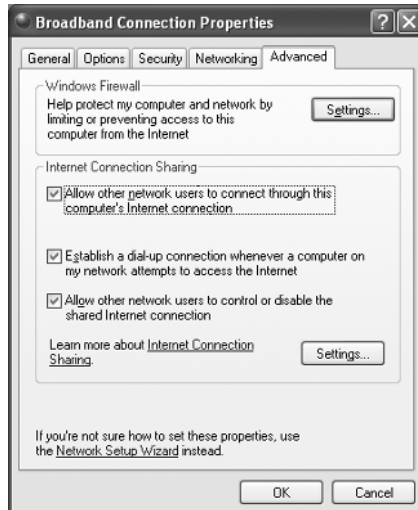 Broadband Connection Properties
General Options Security Networking Advanced
Windows Firewall
Help protect my computer and network by
limiting or preventing access to this
computer from the Internet
Settings...
Internet Connection Sharing
Allow other network users to connect through this
computer's Internet connection
Establish a dial-up connection whenever a computer on
my network attempts to access the Internet
Allow other network users to control or disable the
shared Internet connection
Learn more about Internet Connection
Sharing.
Settings...
If you're not sure how to set these properties, use
the Network Setup Wizard instead.
OK Cancel